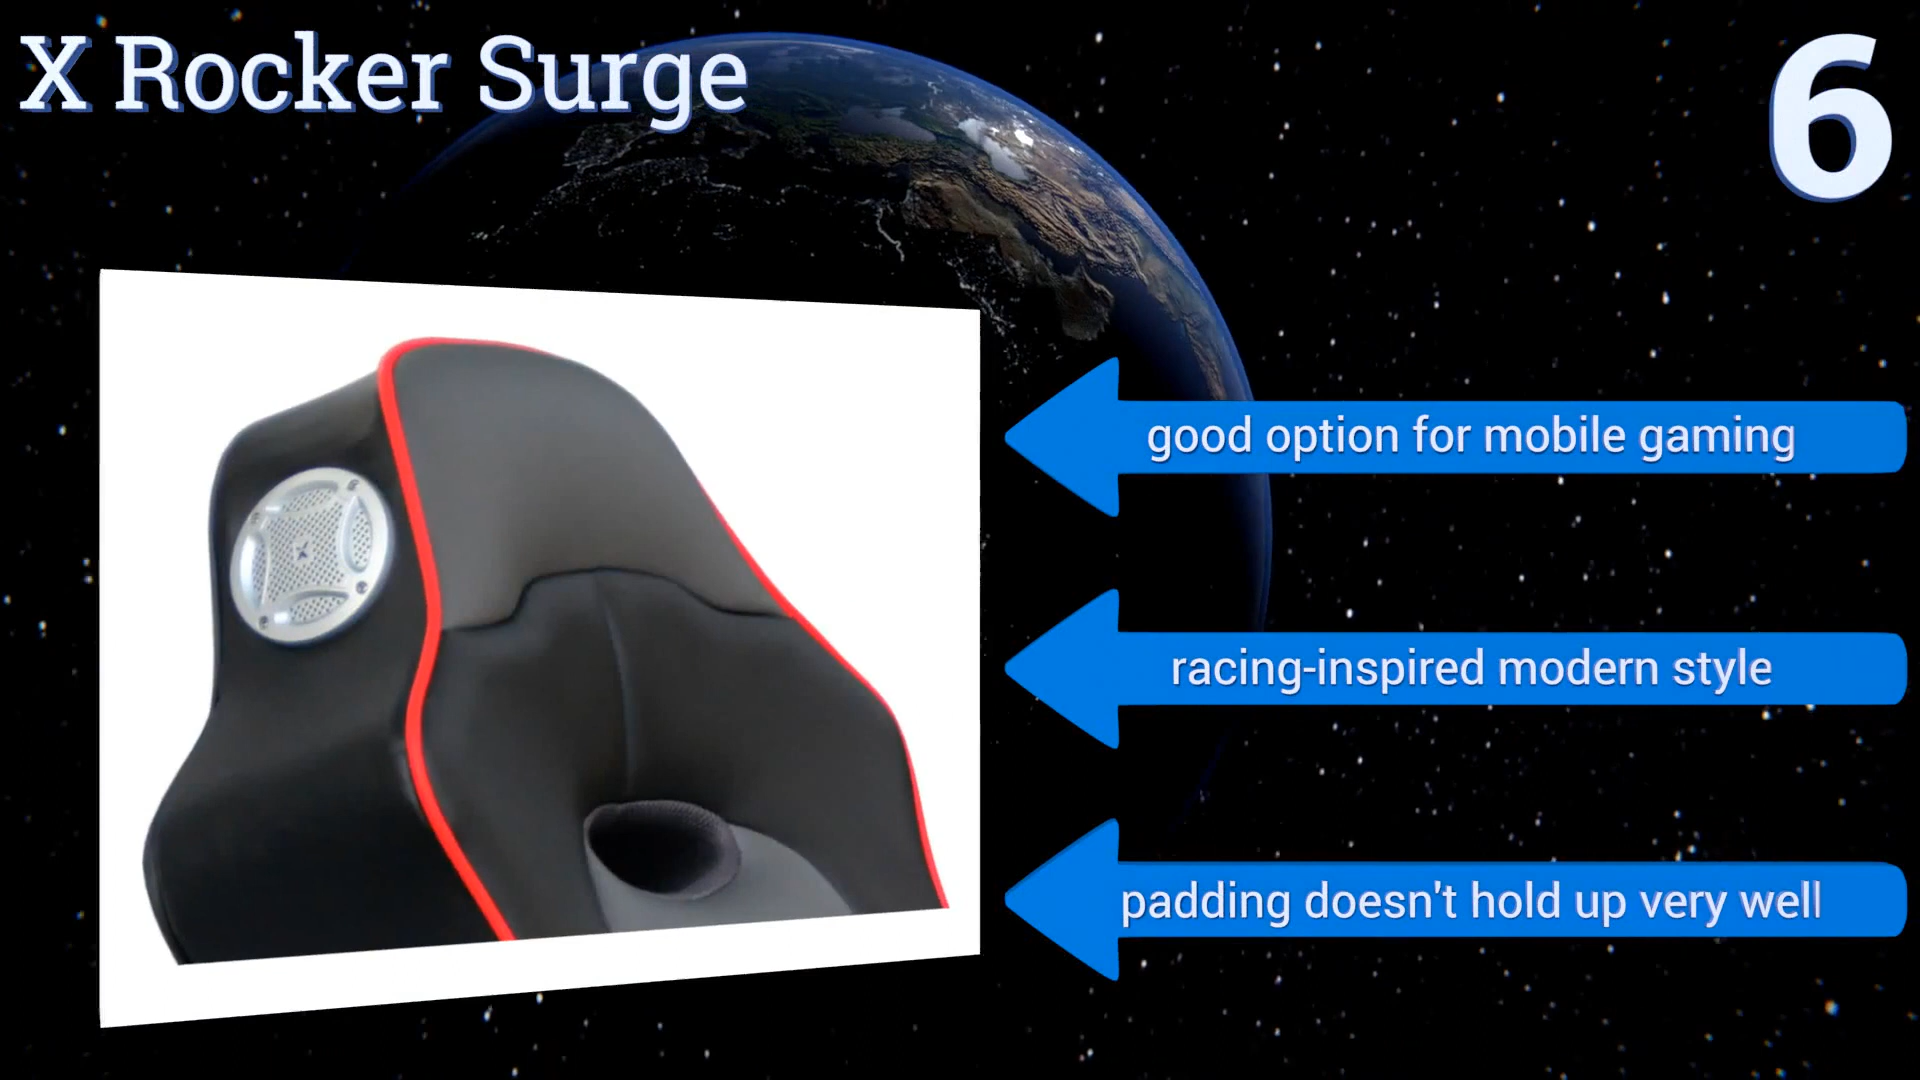 X Rocker Surge
6
good option for mobile gaming
racing-inspired modern style
padding doesn't hold up very well